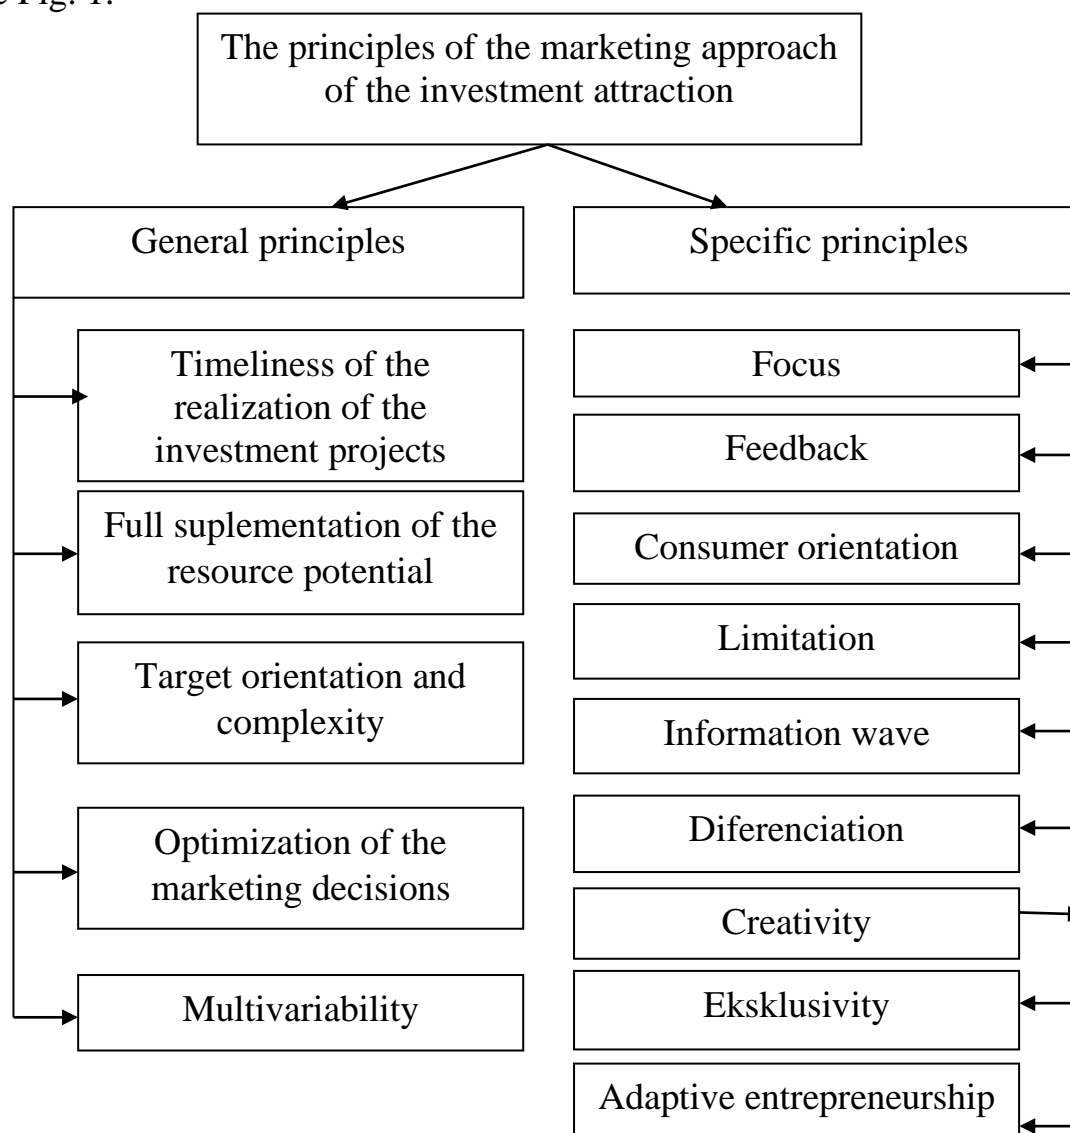 Fig. 1.
The principles of the marketing approach
of the investment attraction
General principles
Specific principles
Timeliness of the
realization of the
investment projects
Full suplementation of the
resource potential
Target orientation and
complexity
Optimization of the
marketing decisions
Multivariability
Focus
Feedback
Consumer orientation
Limitation
Information wave
Diferenciation
Creativity
Eksklusivity
Adaptive entrepreneurship